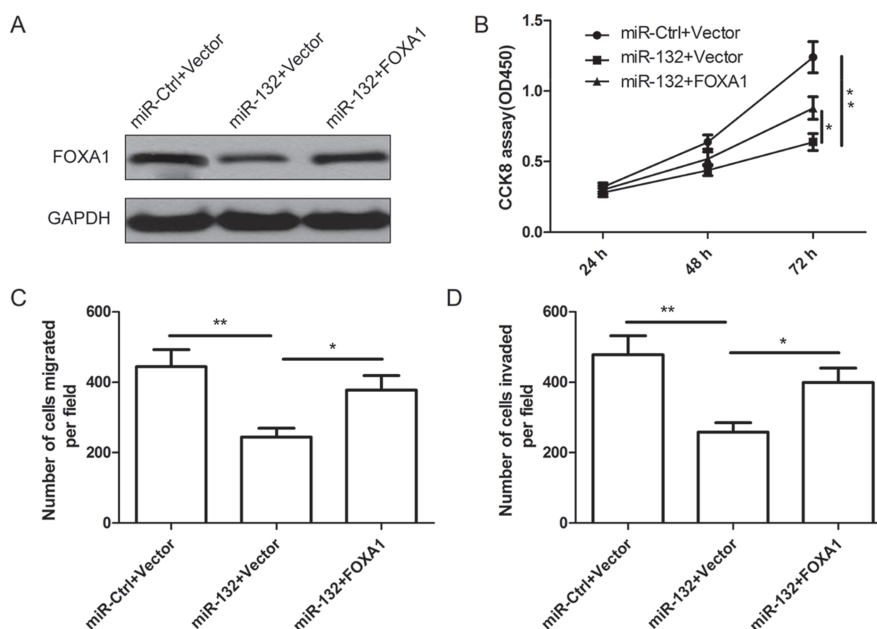 A
miR-Ctrl+Vector
miR-132+Vector
miR-132+FOXA1
FOXA1
GAPDH
B
miR-Ctrl+Vector
miR-132+Vector
miR-132+FOXA1
CCK8 assay(OD450)
1.5
1.0
0.5
0.0
24 h
48 h
72 h
*
**
C
Number of cells migrated
per field
600
400
200
0
**
*
miR-Ctrl+Vector
miR-132+Vector
miR-132+FOXA1
D
Number of cells invaded
per field
600
400
200
0
**
*
miR-Ctrl+Vector
miR-132+Vector
miR-132+FOXA1